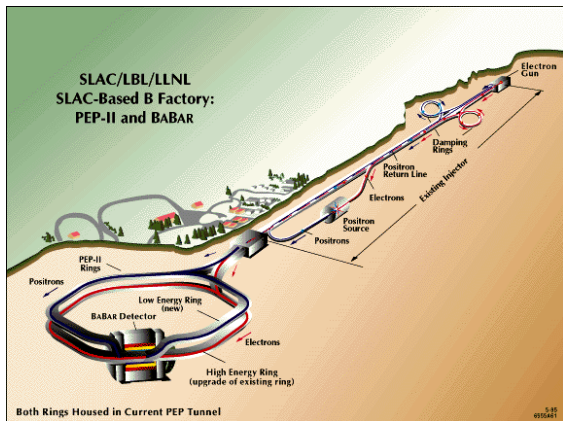 SLAC/LBL/LLNL
SLAC-Based B Factory:
PEP-II and BABAR
Electron
Gun
Damping
Rings
Positron
Return Line
Existing Injector
Electrons
Positron
Source
Positrons
PEP-II
Rings
Positrons
Low Energy Ring
(new)
BABAR Detector
Electrons
High Energy Ring
(upgrade of existing ring)
Both Rings Housed in Current PEP Tunnel
5-95